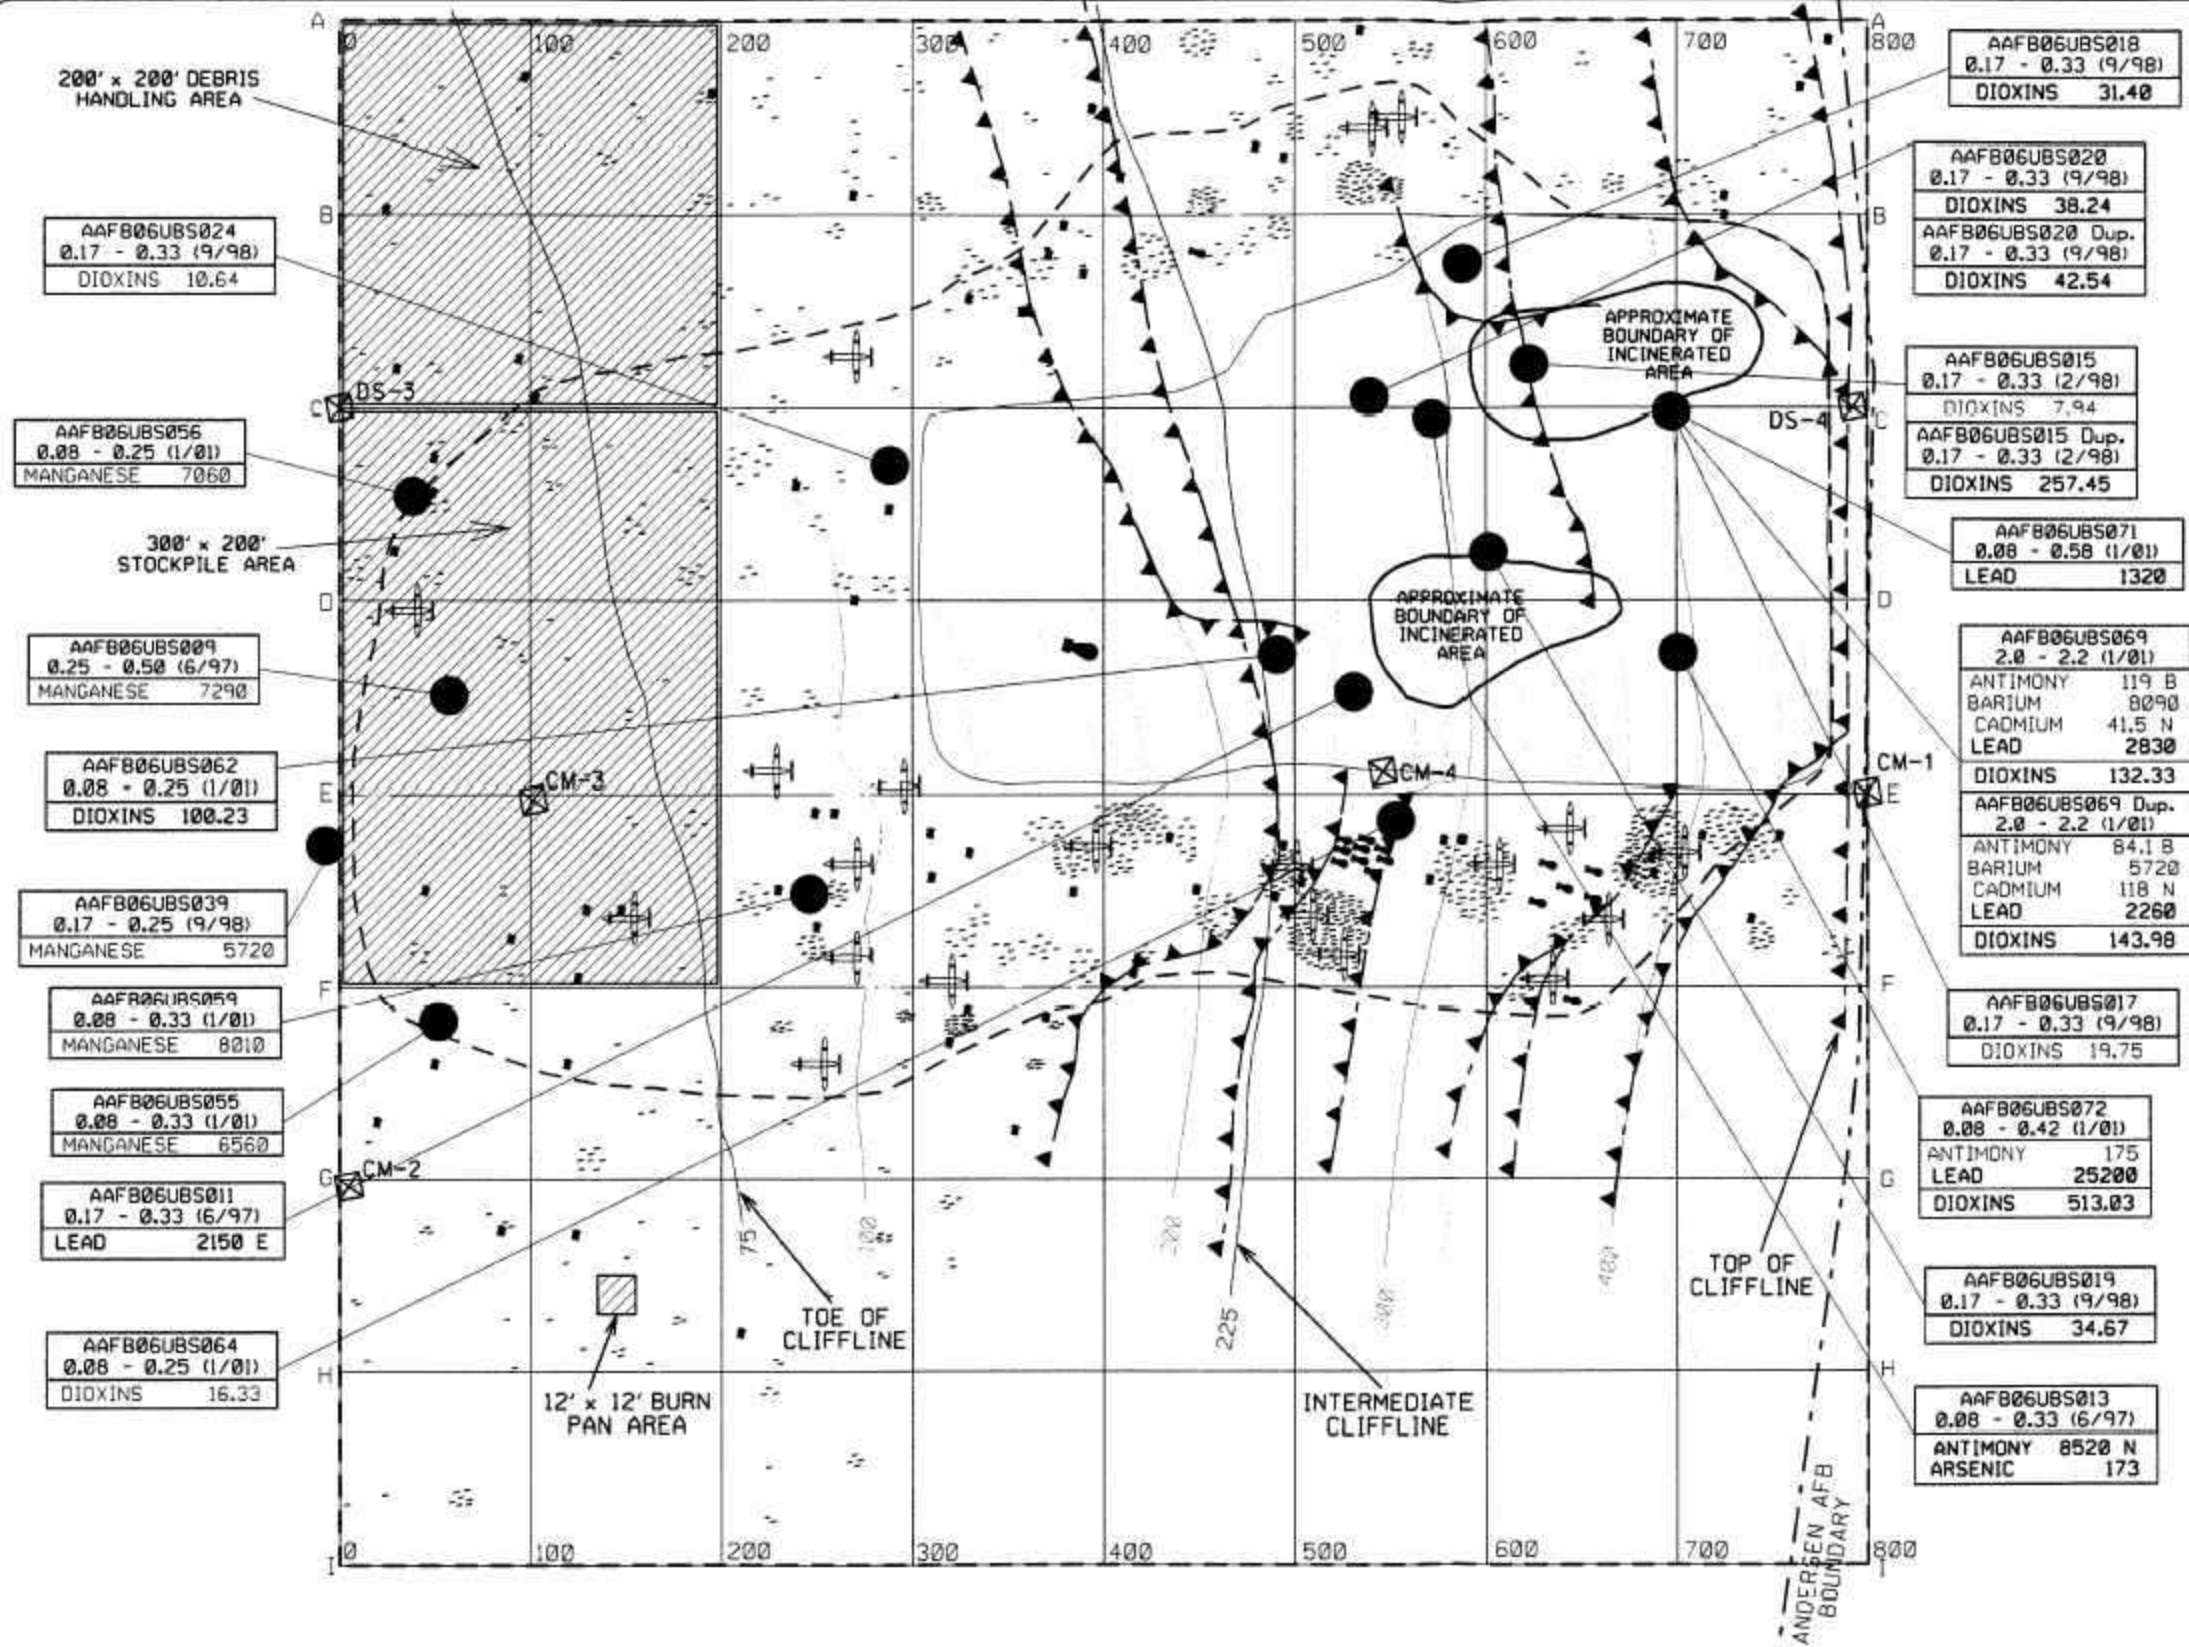 A
0
100
200
300
400
500
600
700
A
800
200' x 200' DEBRIS
HANDLING AREA
B
B
AAFB06UBS024
0.17 - 0.33 (9/98)
DIOXINS 10.64
C
DS-3
DS-4
C
AAFB06UBS056
0.08 - 0.25 (1/01)
MANGANESE 7060
300' x 200'
STOCKPILE AREA
D
D
AAFB06UBS009
0.25 - 0.50 (6/97)
MANGANESE 7290
AAFB06UBS062
0.08 - 0.25 (1/01)
DIOXINS 100.23
E
CM-3
CM-4
CM-1
E
AAFB06UBS039
0.17 - 0.25 (9/98)
MANGANESE 5720
F
F
AAFB06UBS059
0.08 - 0.33 (1/01)
MANGANESE 8010
AAFB06UBS055
0.08 - 0.33 (1/01)
MANGANESE 6560
G
CM-2
G
AAFB06UBS011
0.17 - 0.33 (6/97)
LEAD 2150 E
AAFB06UBS064
0.08 - 0.25 (1/01)
DIOXINS 16.33
H
H
APPROXIMATE
BOUNDARY OF
INCINERATED
AREA
APPROXIMATE
BOUNDARY OF
INCINERATED
AREA
75
100
200
225
300
400
TOE OF
CLIFFLINE
12' x 12' BURN
PAN AREA
INTERMEDIATE
CLIFFLINE
TOP OF
CLIFFLINE
ANDERSEN AFB
BOUNDARY
I
0
100
200
300
400
500
600
700
800
I
AAFB06UBS018
0.17 - 0.33 (9/98)
DIOXINS 31.40
AAFB06UBS020
0.17 - 0.33 (9/98)
DIOXINS 38.24
AAFB06UBS020 Dup.
0.17 - 0.33 (9/98)
DIOXINS 42.54
AAFB06UBS015
0.17 - 0.33 (2/98)
DIOXINS 7.94
AAFB06UBS015 Dup.
0.17 - 0.33 (2/98)
DIOXINS 257.45
AAFB06UBS071
0.08 - 0.58 (1/01)
LEAD 1320
AAFB06UBS069
2.0 - 2.2 (1/01)
ANTIMONY 119 B
BARIUM 8090
CADMIUM 41.5 N
LEAD 2830
DIOXINS 132.33
AAFB06UBS069 Dup.
2.0 - 2.2 (1/01)
ANTIMONY 84.1 B
BARIUM 5720
CADMIUM 118 N
LEAD 2260
DIOXINS 143.98
AAFB06UBS017
0.17 - 0.33 (9/98)
DIOXINS 19.75
AAFB06UBS072
0.08 - 0.42 (1/01)
ANTIMONY 175
LEAD 25200
DIOXINS 513.03
AAFB06UBS019
0.17 - 0.33 (9/98)
DIOXINS 34.67
AAFB06UBS013
0.08 - 0.33 (6/97)
ANTIMONY 8520 N
ARSENIC 173